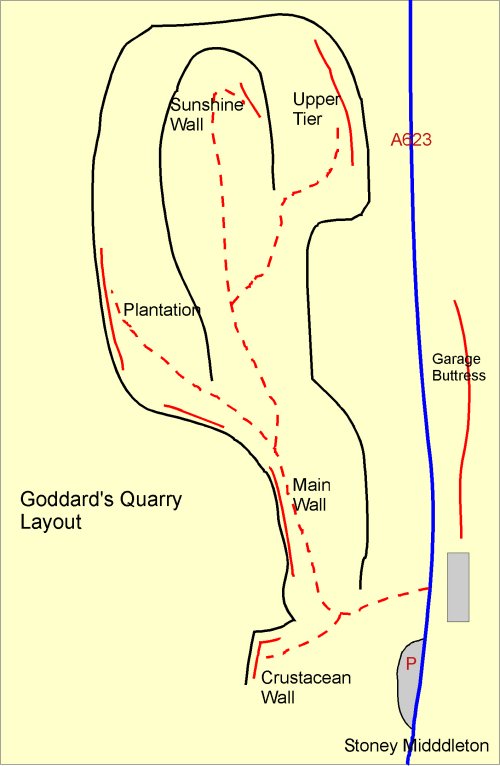 Sunshine
Wall
Upper
Tier
A623
Plantation
Garage
Buttress
Goddard's Quarry
Layout
Main
Wall
P
Crustacean
Wall
Stoney Midddleton